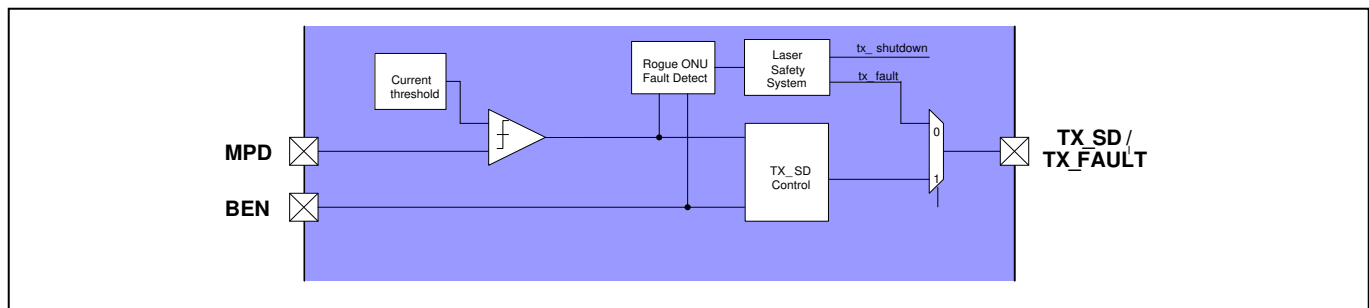 Current
threshold
Rogue ONU
Fault Detect
Laser
Safety
System
tx_ shutdown
tx_fault
MPD
BEN
TX_SD
Control
0
1
TX_SD /
TX_FAULT